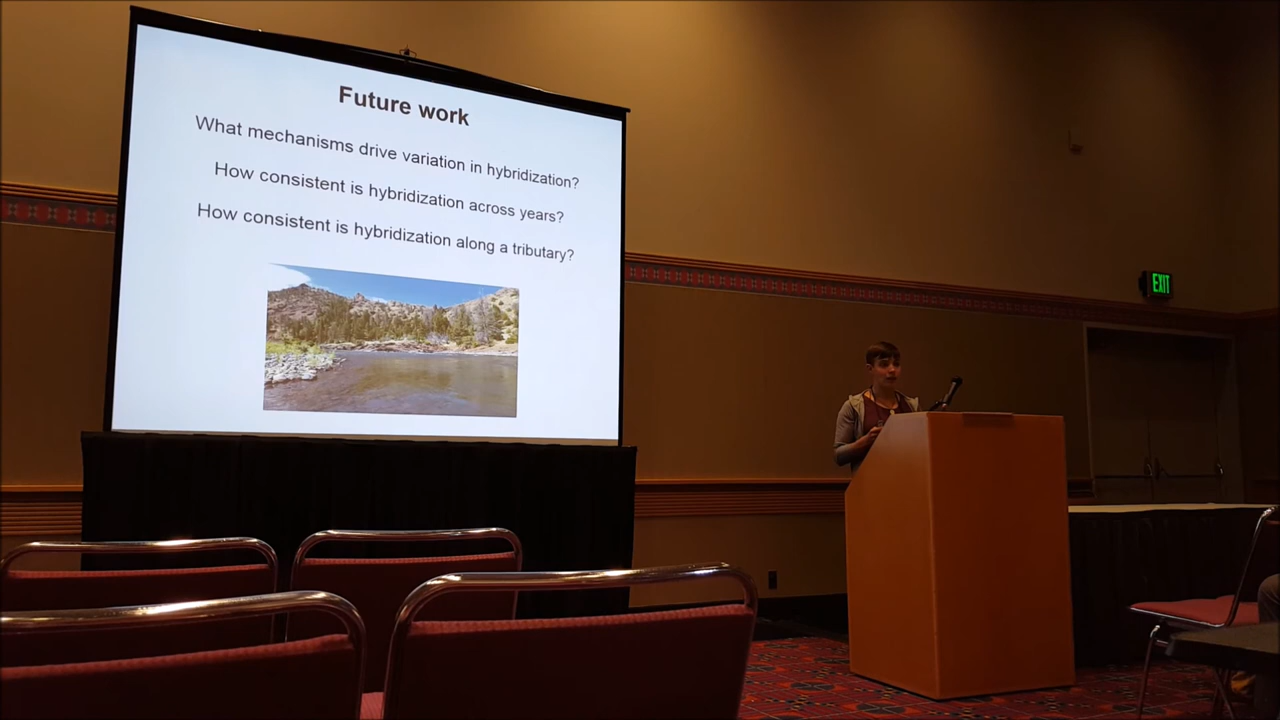 Future work
What mechanisms drive variation in hybridization?
How consistent is hybridization across years?
How consistent is hybridization along a tributary?
EXIT